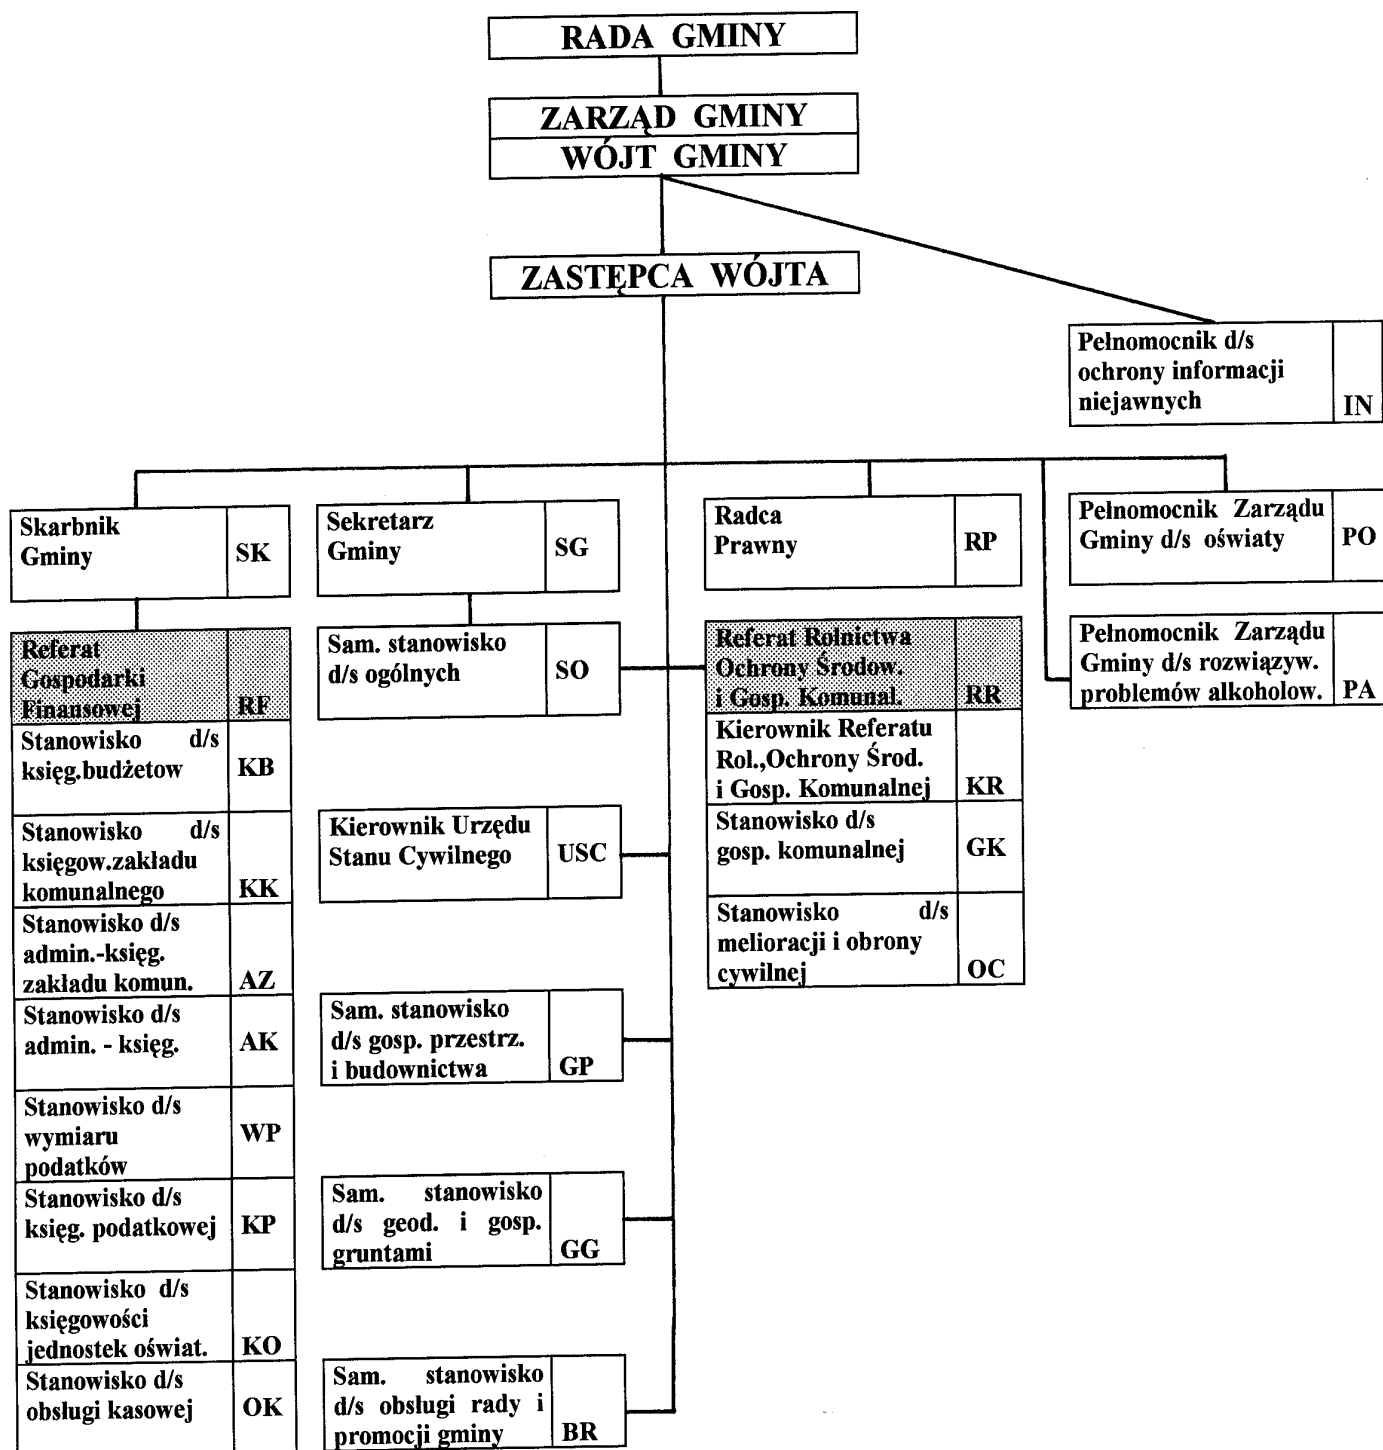 RADA GMINY
ZARZĄD GMINY
WÓJT GMINY
ZASTĘPCA WÓJTA
Pełnomocnik d/s
ochrony informacji
niejawnych IN
Skarbnik
Gminy SK
Sekretarz
Gminy SG
Radca
Prawny RP
Pełnomocnik Zarządu
Gminy d/s oświaty PO
Pełnomocnik Zarządu
Gminy d/s rozwiązyw.
problemów alkoholow. PA
Referat
Gospodarki
Finansowej RF
Stanowisko d/s
księg.budżetow KB
Stanowisko d/s
księgow.zakładu
komunalnego KK
Stanowisko d/s
admin.-księg.
zakładu komun. AZ
Stanowisko d/s
admin. - księg. AK
Stanowisko d/s
wymiaru WP
podatków
Stanowisko d/s
księg. podatkowej KP
Stanowisko d/s
księgowości
jednostek oświat. KO
Stanowisko d/s
obsługi kasowej OK
Sam. stanowisko
d/s ogólnych SO
Kierownik Urzędu
Stanu Cywilnego USC
Sam. stanowisko
d/s gosp. przestrz.
i budownictwa GP
Sam. stanowisko
d/s geod. i gosp.
gruntami GG
Sam. stanowisko
d/s obsługi rady i
promocji gminy BR
Referat Rolnictwa
Ochrony Środow.
i Gosp. Komunal. RR
Kierownik Referatu
Rol.,Ochrony Środ.
i Gosp. Komunalnej KR
Stanowisko d/s
gosp. komunalnej GK
Stanowisko d/s
melioracji i obrony
cywilnej OC